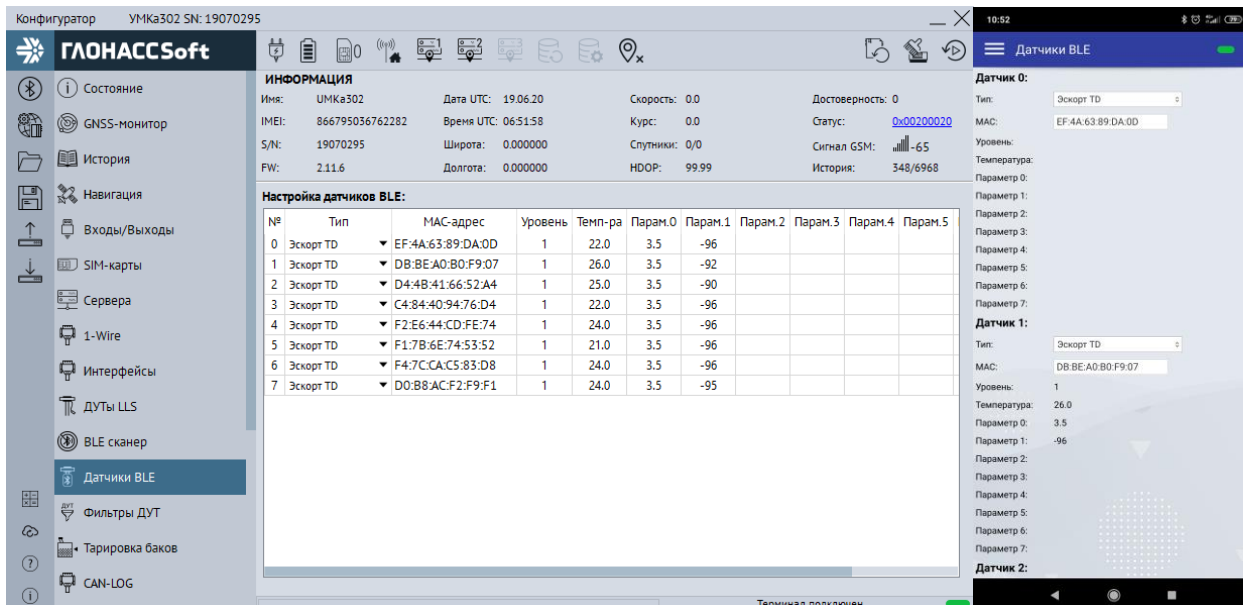 Конфигуратор УМКа302 SN: 19070295
ГЛОНАССSoft
Состояние
GNSS-монитор
История
Навигация
Входы/Выходы
SIM-карты
Сервера
1-Wire
Интерфейсы
ДУТы LLS
BLE сканер
Датчики BLE
Фильтры ДУТ
Тарировка баков
CAN-LOG
ИНФОРМАЦИЯ
Имя: UMKa302 Дата UTC: 19.06.20 Скорость: 0.0 Достоверность: 0
IMEI: 866795036762282 Время UTC: 06:51:58 Курс: 0.0 Статус: 0x00200020
S/N: 19070295 Широта: 0.000000 Спутники: 0/0 Сигнал GSM: -65
FW: 2.11.6 Долгота: 0.000000 HDOP: 99.99 История: 348/6968
Настройка датчиков BLE:
№ Тип MAC-адрес Уровень Темп-ра Парам.0 Парам.1 Парам.2 Парам.3 Парам.4 Парам.5
0 Эскорт TD EF:4A:63:89:DA:0D 1 22.0 3.5 -96
1 Эскорт TD DB:BE:A0:B0:F9:07 1 26.0 3.5 -92
2 Эскорт TD D4:4B:41:66:52:A4 1 25.0 3.5 -90
3 Эскорт TD C4:84:40:94:76:D4 1 22.0 3.5 -96
4 Эскорт TD F2:E6:44:CD:FE:74 1 24.0 3.5 -96
5 Эскорт TD F1:7B:6E:74:53:52 1 21.0 3.5 -96
6 Эскорт TD F4:7C:CA:C5:83:D8 1 24.0 3.5 -96
7 Эскорт TD D0:B8:AC:F2:F9:F1 1 24.0 3.5 -95
Терминал подключен
10:52
Датчики BLE
Датчик 0:
Тип: Эскорт TD
MAC: EF:4A:63:89:DA:0D
Уровень:
Температура:
Параметр 0:
Параметр 1:
Параметр 2:
Параметр 3:
Параметр 4:
Параметр 5:
Параметр 6:
Параметр 7:
Датчик 1:
Тип: Эскорт TD
MAC: DB:BE:A0:B0:F9:07
Уровень: 1
Температура: 26.0
Параметр 0: 3.5
Параметр 1: -96
Параметр 2:
Параметр 3:
Параметр 4:
Параметр 5:
Параметр 6:
Параметр 7:
Датчик 2: